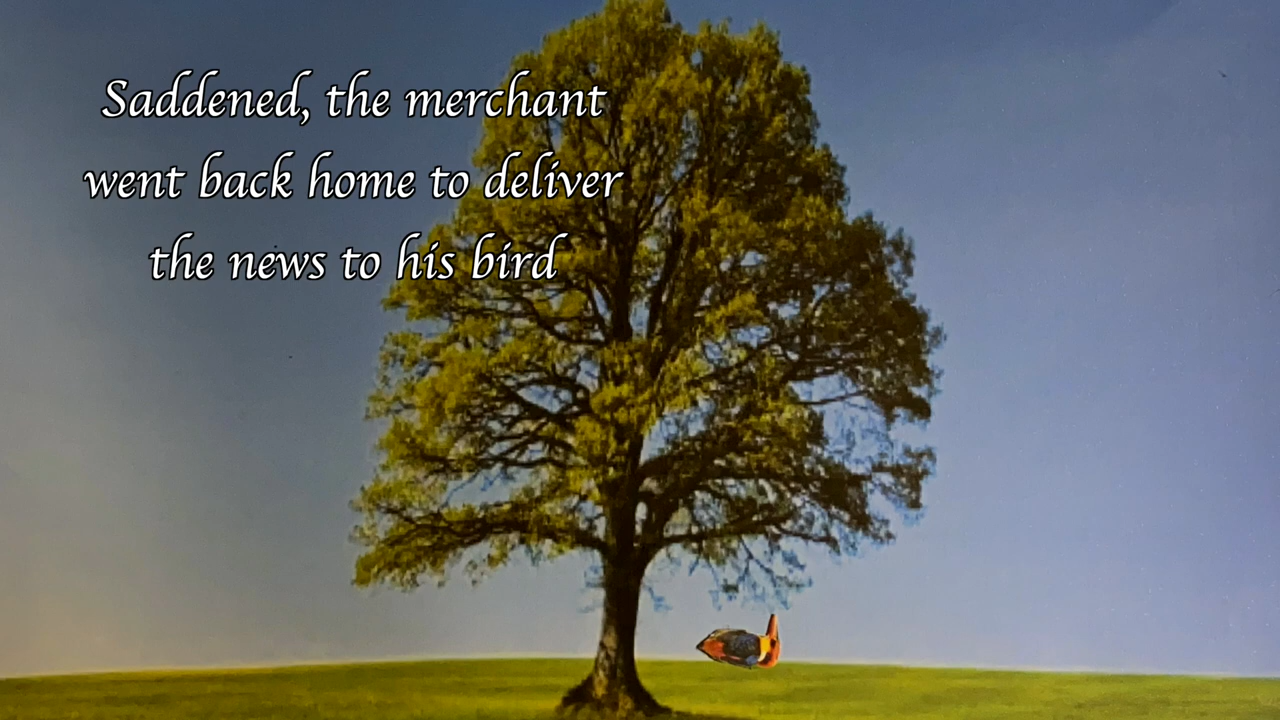 Saddened, the merchant
went back home to deliver
the news to his bird